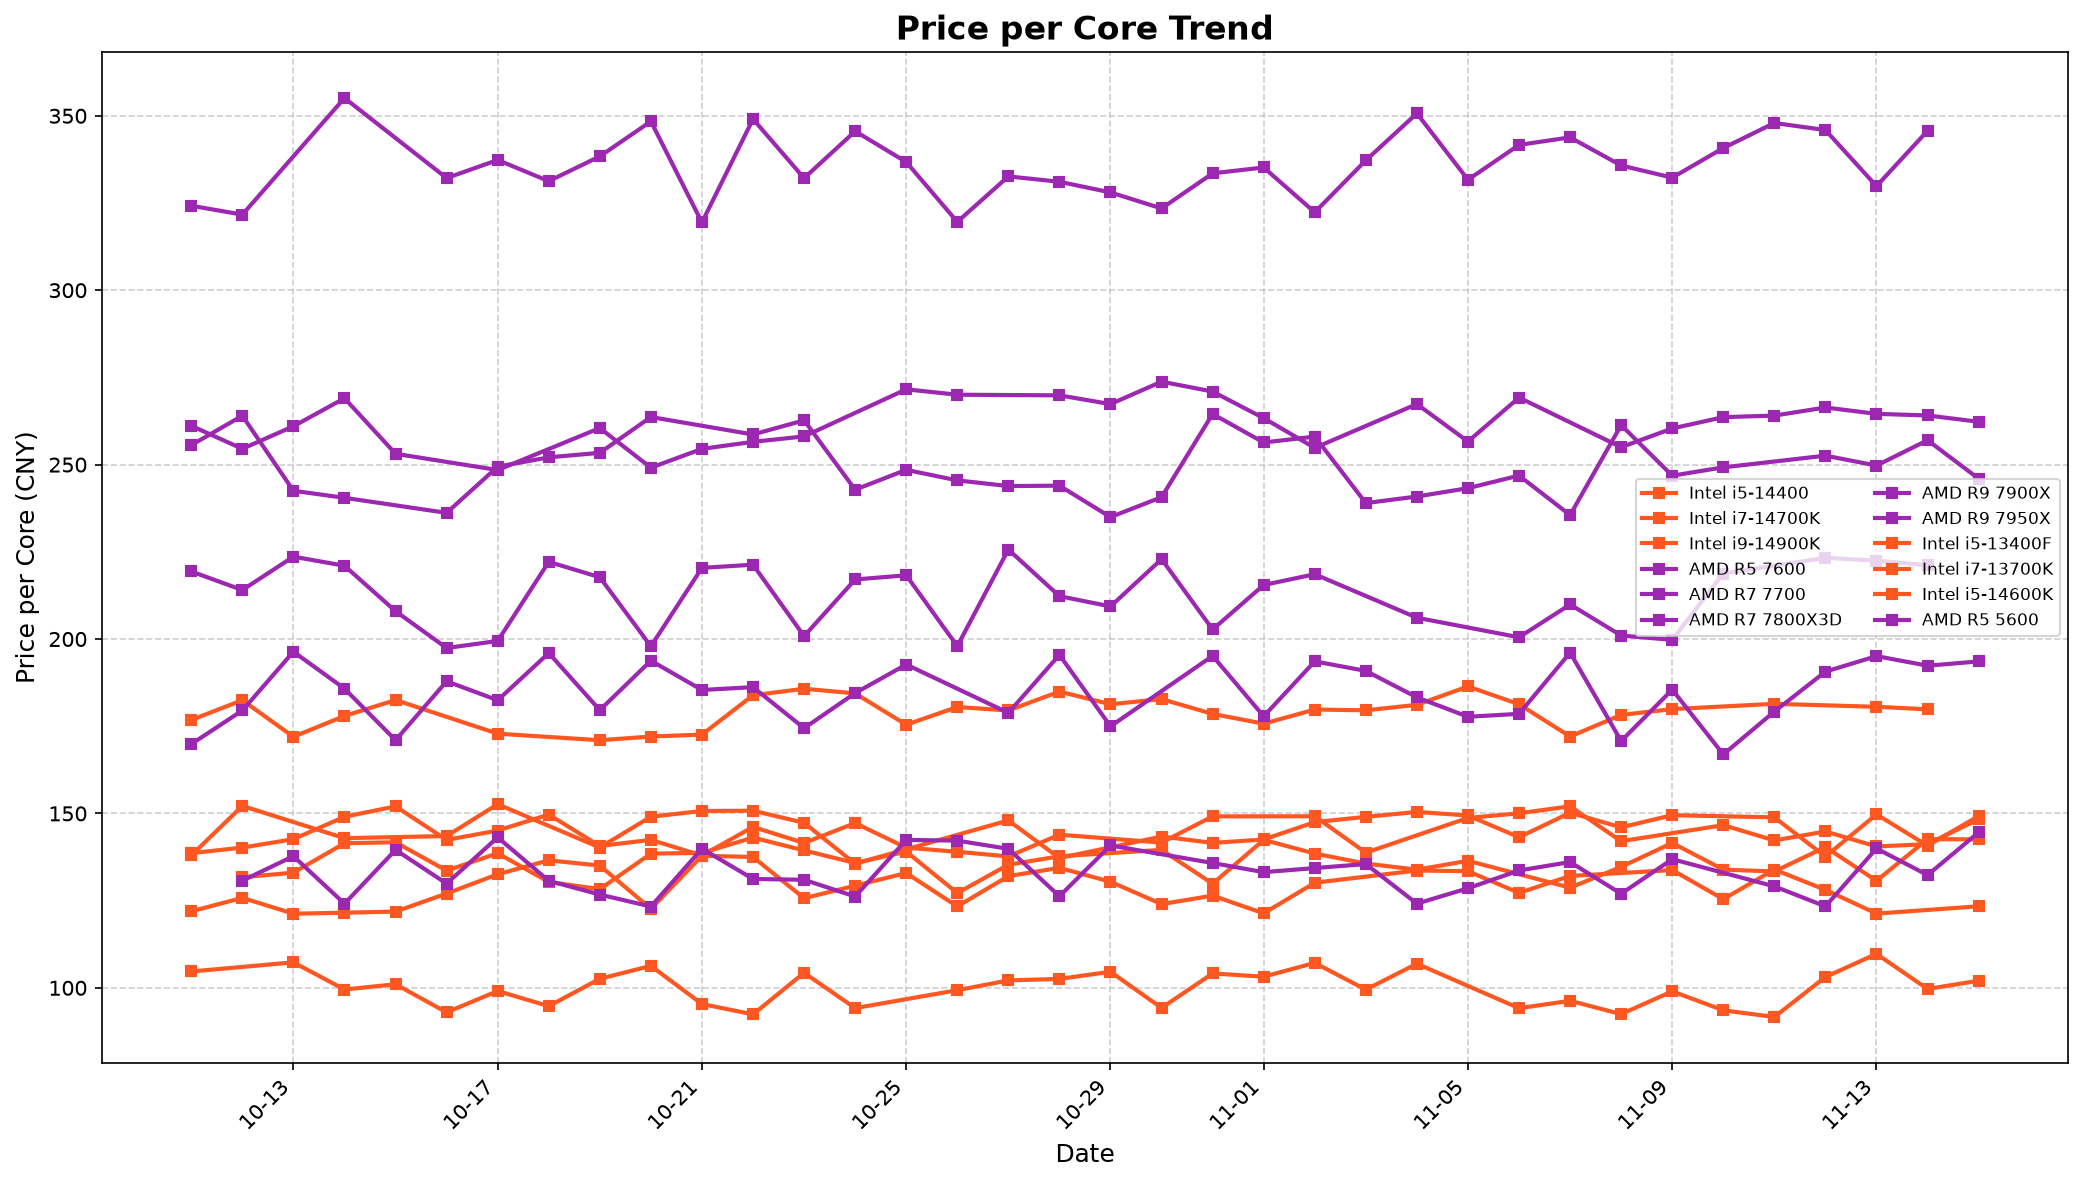 Price per Core Trend
Price per Core (CNY)
350
300
250
200
150
100
Intel i5-14400
Intel i7-14700K
Intel i9-14900K
AMD R5 7600
AMD R7 7700
AMD R7 7800X3D
AMD R9 7900X
AMD R9 7950X
Intel i5-13400F
Intel i7-13700K
Intel i5-14600K
AMD R5 5600
10-13
10-17
10-21
10-25
10-29
11-01
11-05
11-09
11-13
Date